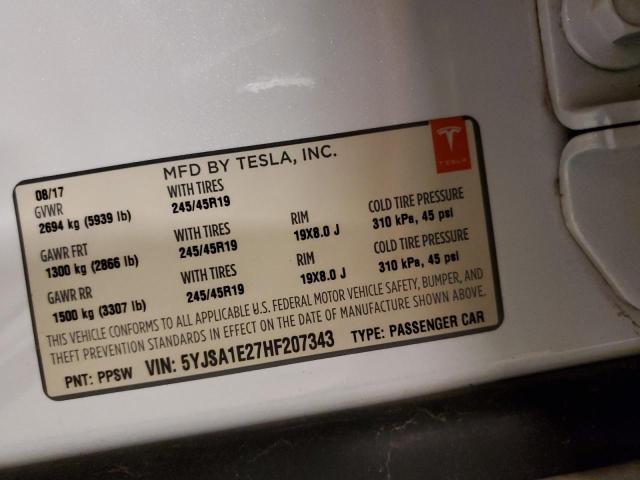 MFD BY TESLA, INC.
TESLA
08/17
GVWR WITH TIRES
2694 kg (5939 lb) 245/45R19
GAWR FRT WITH TIRES RIM COLD TIRE PRESSURE
1300 kg (2866 lb) 245/45R19 19X8.0 J 310 kPa, 45 psi
GAWR RR WITH TIRES RIM COLD TIRE PRESSURE
1500 kg (3307 lb) 245/45R19 19X8.0 J 310 kPa, 45 psi
THIS VEHICLE CONFORMS TO ALL APPLICABLE U.S. FEDERAL MOTOR VEHICLE SAFETY, BUMPER, AND
THEFT PREVENTION STANDARDS IN EFFECT ON THE DATE OF MANUFACTURE SHOWN ABOVE.
PNT: PPSW VIN: 5YJSA1E27HF207343 TYPE: PASSENGER CAR